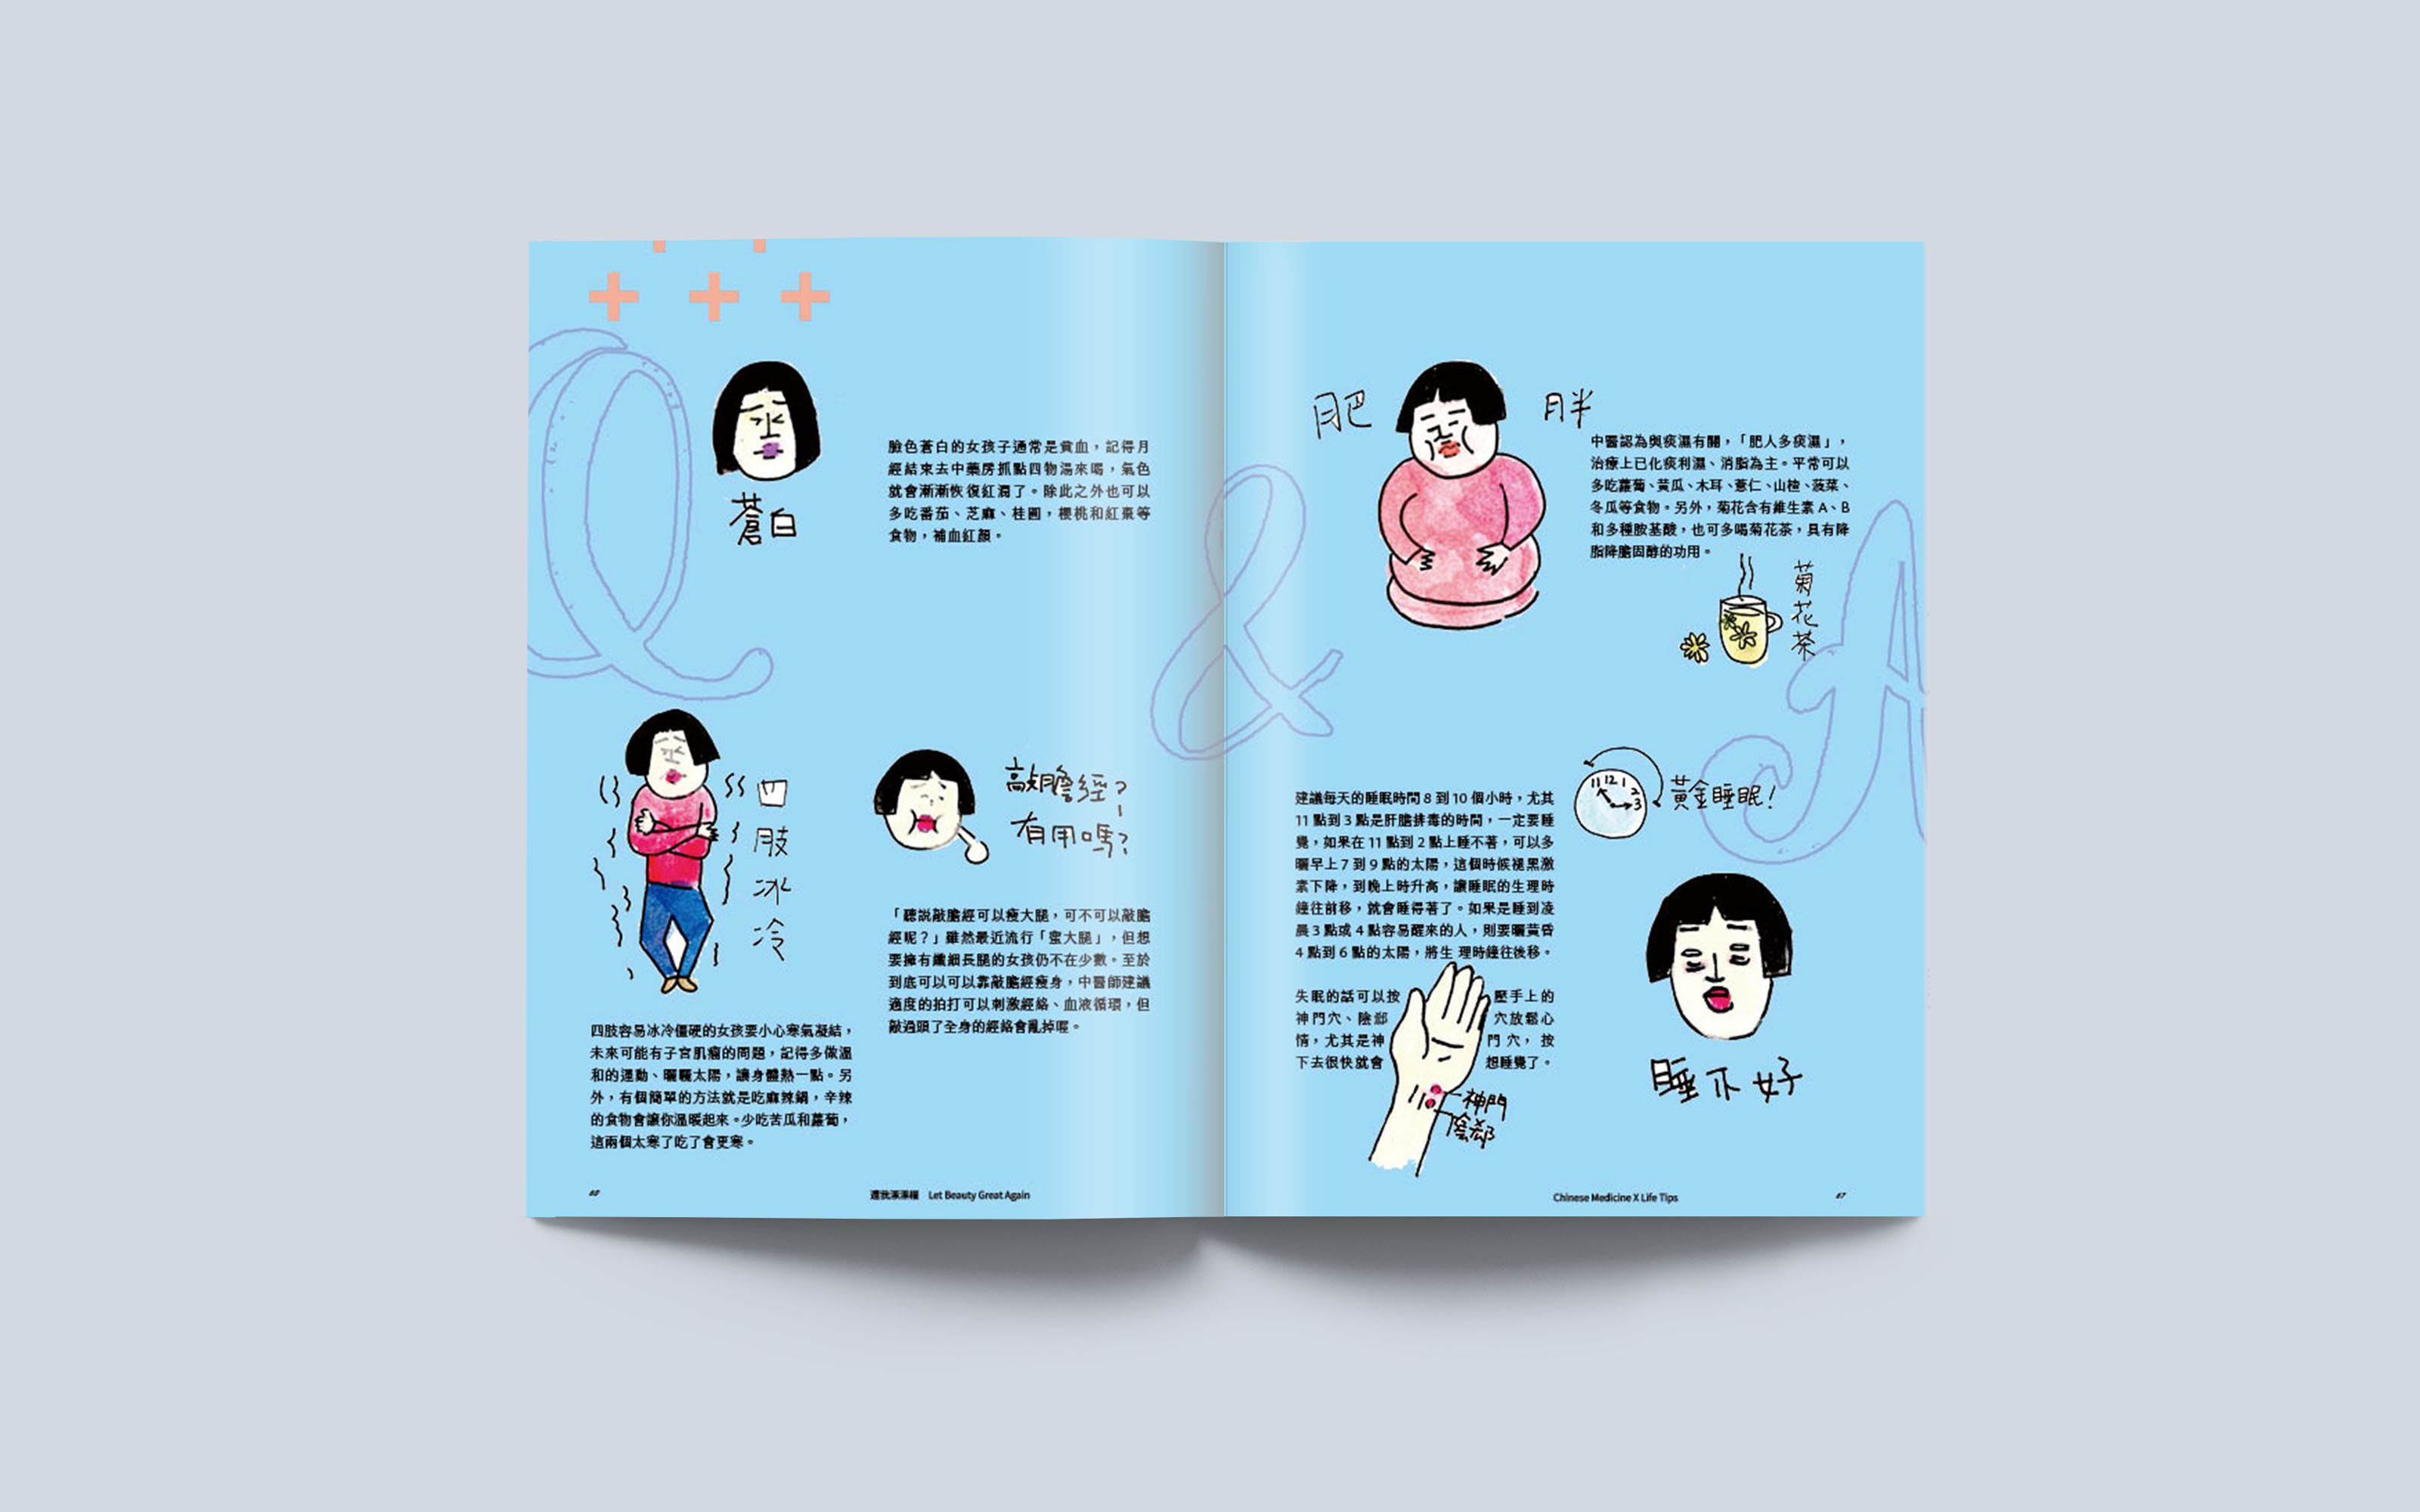 Q
&
A
蒼白
臉色蒼白的女孩子通常是貧血，記得月
經結束去中藥房抓點四物湯來喝，氣色
就會漸漸恢復紅潤了。除此之外也可以
多吃番茄、芝麻、桂圓，櫻桃和紅棗等
食物，補血紅顏。
四肢冰冷
四肢容易冰冷僵硬的女孩要小心寒氣凝結，
未來可能有子宮肌瘤的問題，記得多做溫
和的運動、曬曬太陽，讓身體熱一點。另
外，有個簡單的方法就是吃麻辣鍋，辛辣
的食物會讓你溫暖起來。少吃苦瓜和蘿蔔，
這兩個太寒了吃了會更寒。
敲膽經？
有用嗎？
「聽說敲膽經可以瘦大腿，可不可以敲膽
經呢？」雖然最近流行「蜜大腿」，但想
要擁有纖細長腿的女孩仍不在少數。至於
到底可以可以靠敲膽經瘦身，中醫師建議
適度的拍打可以刺激經絡、血液循環，但
敲過頭了全身的經絡會亂掉喔。
還我漂漂權 Let Beauty Great Again
肥胖
中醫認為與痰濕有關，「肥人多痰濕」，
治療上已化痰利濕、消脂為主。平常可以
多吃蘿蔔、黃瓜、木耳、薏仁、山楂、菠菜、
冬瓜等食物。另外，菊花含有維生素 A、B
和多種胺基酸，也可多喝菊花茶，具有降
脂降膽固醇的功用。
菊花茶
11 12 1 2 3
黃金睡眠！
建議每天的睡眠時間 8 到 10 個小時，尤其
11 點到 3 點是肝膽排毒的時間，一定要睡
覺，如果在 11 點到 2 點上睡不著，可以多
曬早上 7 到 9 點的太陽，這個時候褪黑激
素下降，到晚上時升高，讓睡眠的生理時
鐘往前移，就會睡得著了。如果是睡到凌
晨 3 點或 4 點容易醒來的人，則要曬黃昏
4 點到 6 點的太陽，將生 理時鐘往後移。
失眠的話可以按 壓手上的
神門穴、陰郄 穴放鬆心
情，尤其是神 門 穴， 按
下去很快就會 想睡覺了。
神門
陰郄
睡不好
Chinese Medicine X Life Tips
67